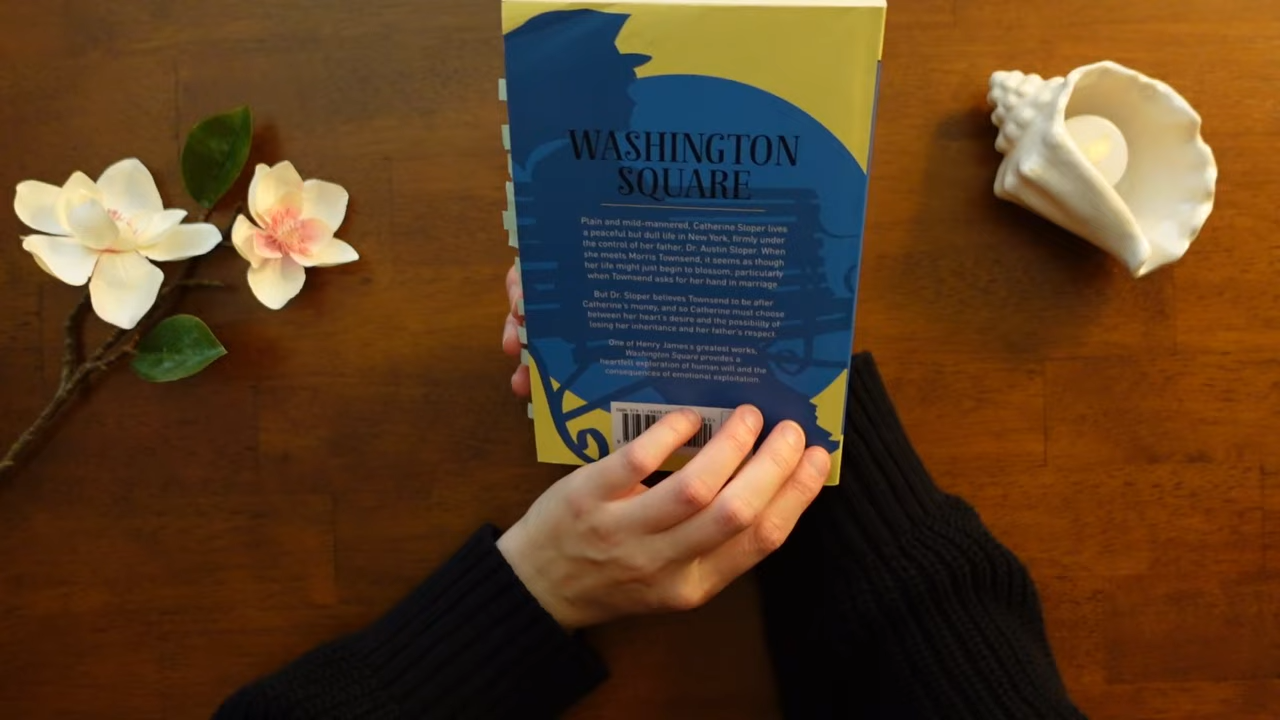 WASHINGTON
SQUARE
Plain and mild-mannered, Catherine Sloper lives
a peaceful but dull life in New York, firmly under
the control of her father, Dr. Austin Sloper. When
she meets Morris Townsend, it seems as though
her life might just begin to blossom, particularly
when Townsend asks for her hand in marriage.
But Dr. Sloper believes Townsend to be after
Catherine's money, and so Catherine must choose
between her heart's desire and the possibility of
losing her inheritance and her father's respect.
One of Henry James's greatest works,
Washington Square provides a
heartfelt exploration of human will and the
consequences of emotional exploitation.
ISBN 978-1-